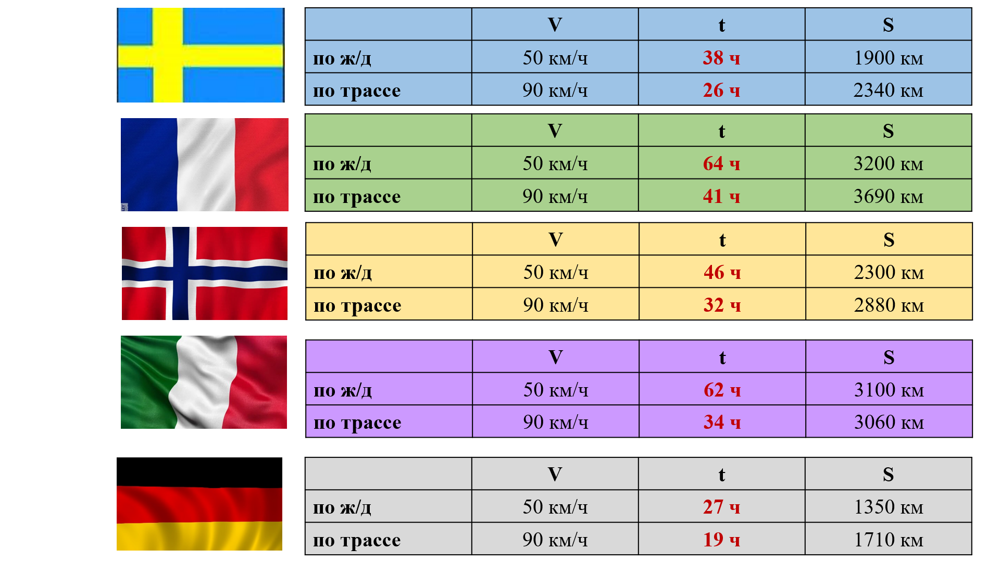 V t S
по ж/д 50 км/ч 38 ч 1900 км
по трассе 90 км/ч 26 ч 2340 км
V t S
по ж/д 50 км/ч 64 ч 3200 км
по трассе 90 км/ч 41 ч 3690 км
V t S
по ж/д 50 км/ч 46 ч 2300 км
по трассе 90 км/ч 32 ч 2880 км
V t S
по ж/д 50 км/ч 62 ч 3100 км
по трассе 90 км/ч 34 ч 3060 км
V t S
по ж/д 50 км/ч 27 ч 1350 км
по трассе 90 км/ч 19 ч 1710 км